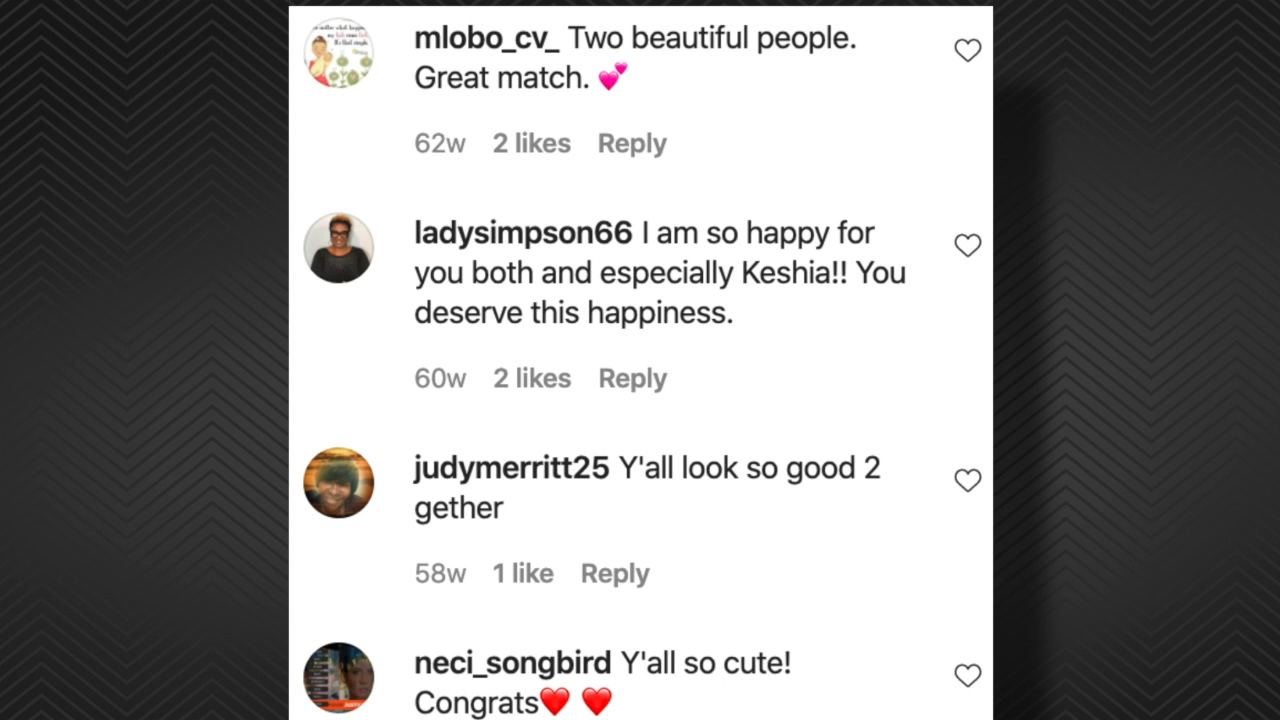 mlobo_cv_ Two beautiful people.
Great match. 💕
62w 2 likes Reply
ladysimpson66 I am so happy for
you both and especially Keshia!! You
deserve this happiness.
60w 2 likes Reply
judymerritt25 Y'all look so good 2
gether
58w 1 like Reply
neci_songbird Y'all so cute!
Congrats❤️ ❤️